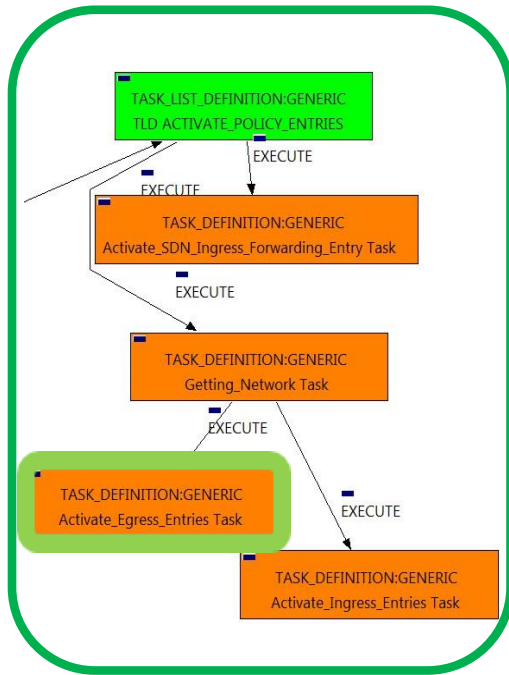 TASK_LIST_DEFINITION:GENERIC
TLD ACTIVATE_POLICY_ENTRIES
EXECUTE
EXECUTE
TASK_DEFINITION:GENERIC
Activate_SDN_Ingress_Forwarding_Entry Task
EXECUTE
TASK_DEFINITION:GENERIC
Getting_Network Task
EXECUTE
TASK_DEFINITION:GENERIC
Activate_Egress_Entries Task
EXECUTE
TASK_DEFINITION:GENERIC
Activate_Ingress_Entries Task